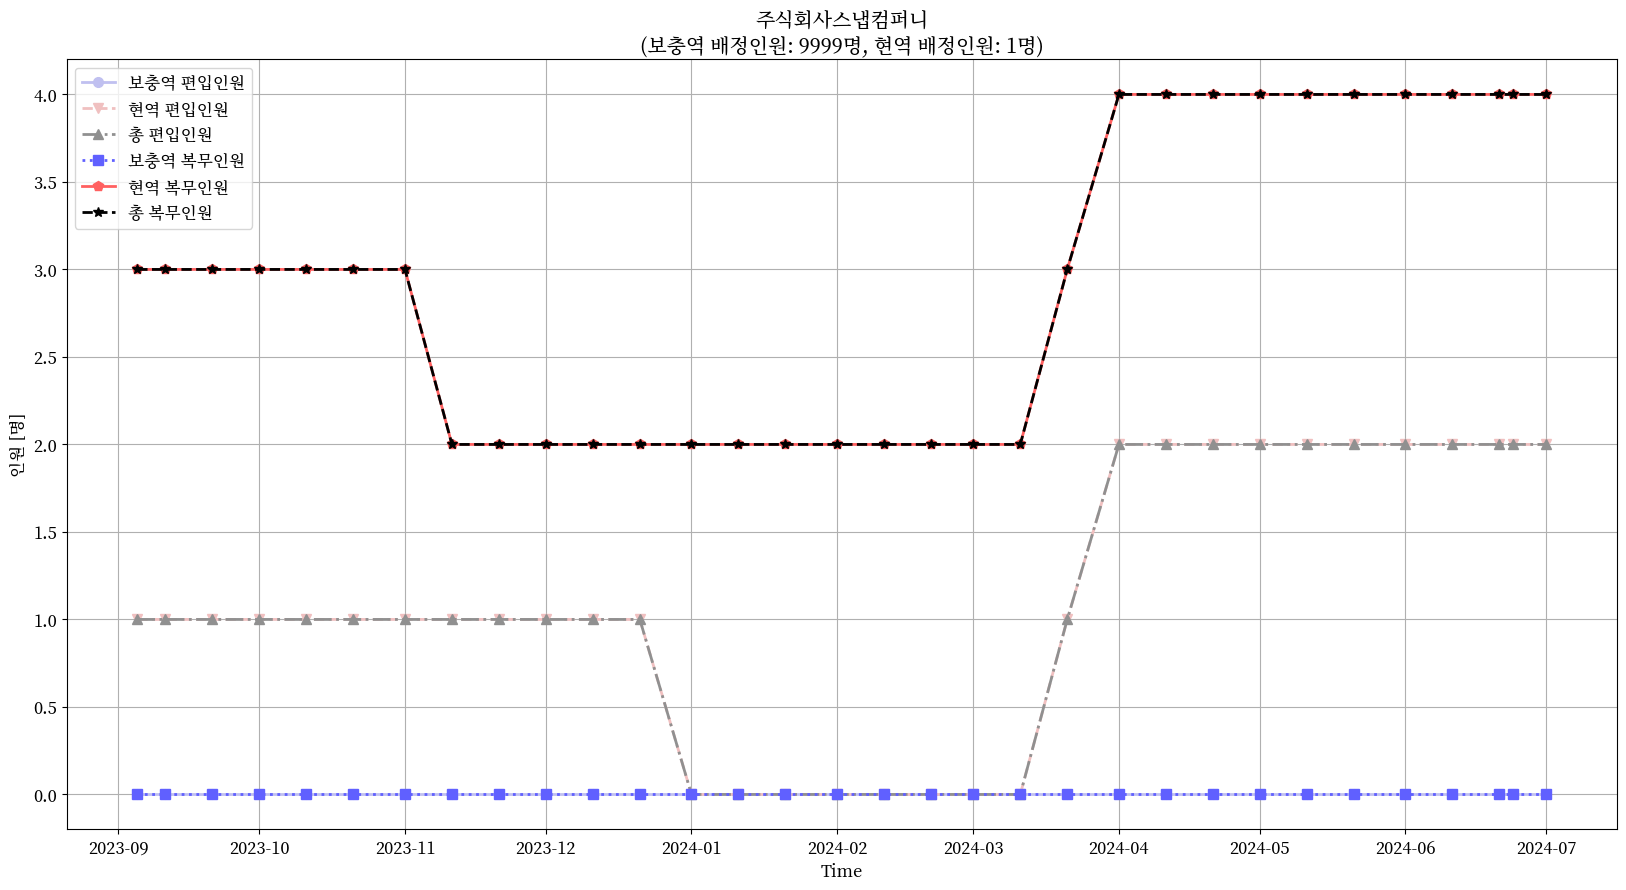 주식회사스냅컴퍼니
(보충역 배정인원: 9999명, 현역 배정인원: 1명)
보충역 편입인원
현역 편입인원
총 편입인원
보충역 복무인원
현역 복무인원
총 복무인원
4.0
3.5
3.0
2.5
2.0
1.5
1.0
0.5
0.0
인원 [명]
2023-09 2023-10 2023-11 2023-12 2024-01 2024-02 2024-03 2024-04 2024-05 2024-06 2024-07
Time